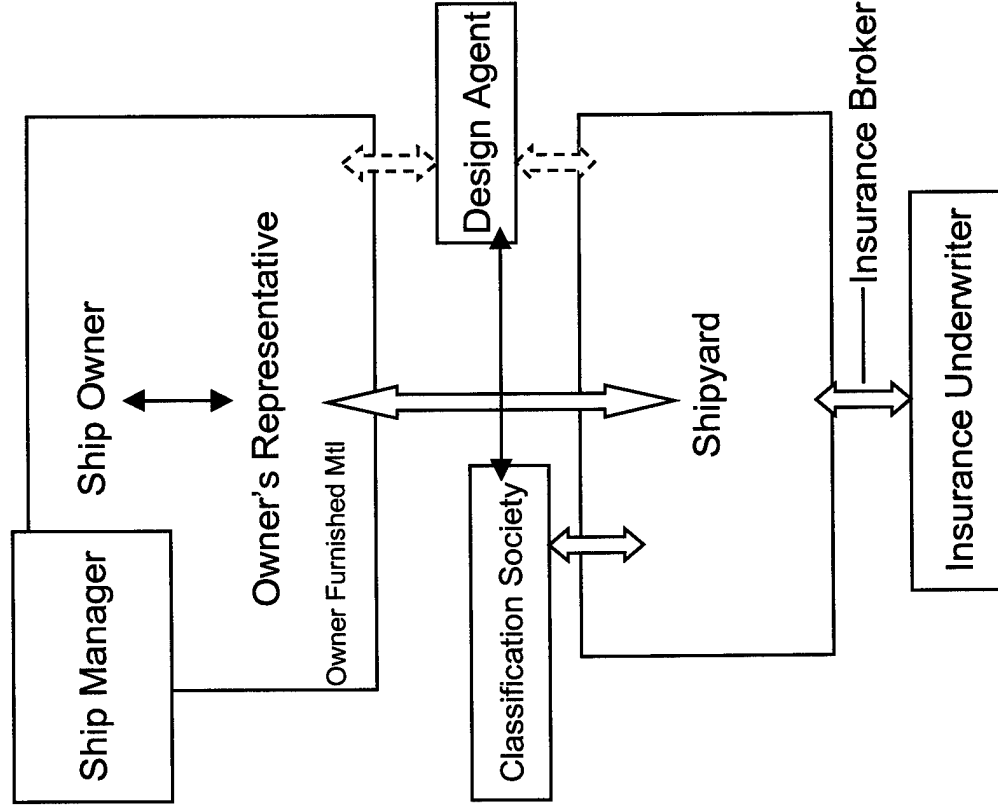 Ship Manager
Ship Owner
Owner's Representative
Owner Furnished Mtl
Design Agent
Classification Society
Shipyard
Insurance Broker
Insurance Underwriter